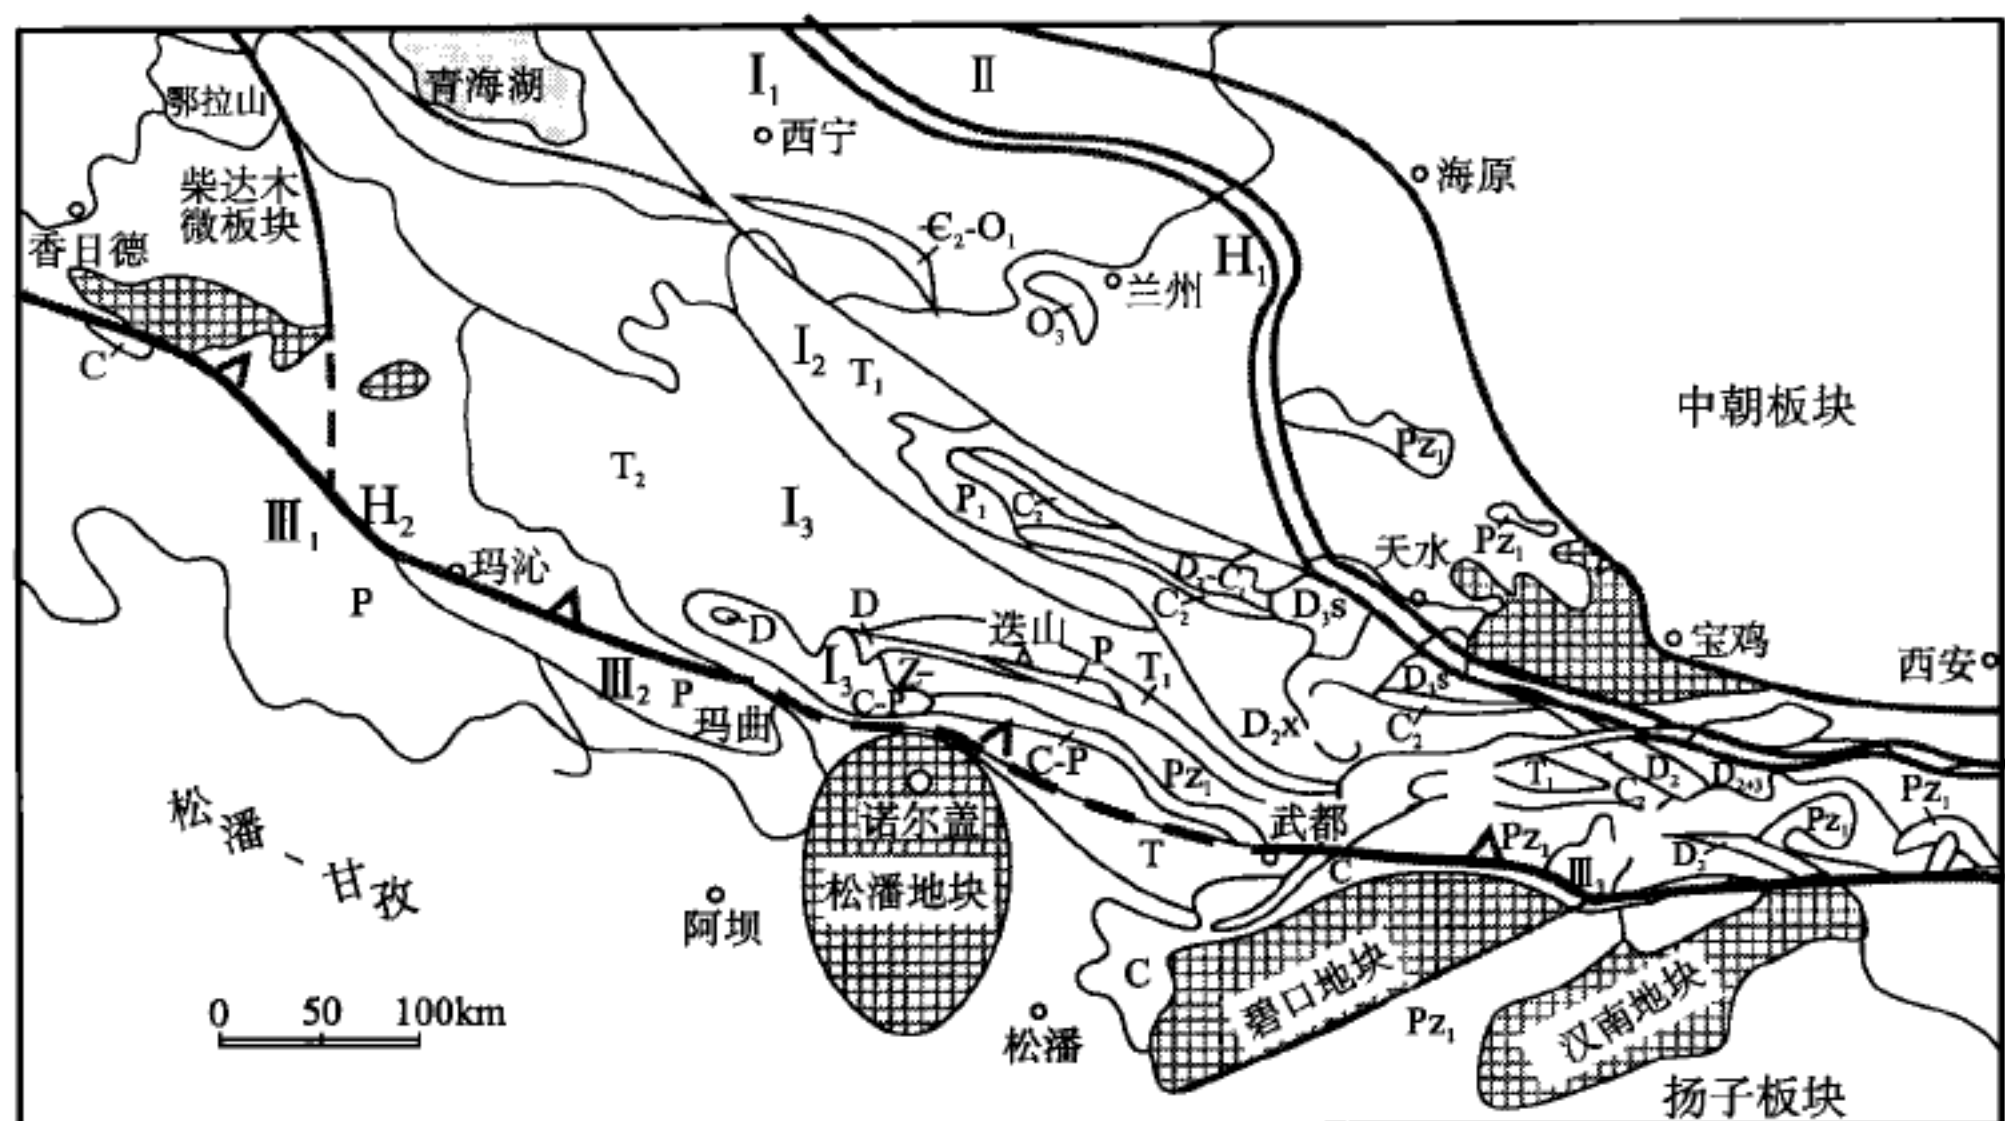 青海湖
I₁
II
鄂拉山
西宁
海原
柴达木
微板块
香日德
Є₂-O₁
H₁
兰州
O₃
C
I₂
T₁
中朝板块
Pz₁
T₂
P₁
C₂
I₃
III₁
H₂
天水
Pz₁
玛沁
P
D
D
迭山
P
T₁
C₂
D₃s
宝鸡
西安
III₂
P
玛曲
I₃
C-P
D₃s
D₂x
C₂
C-P
Pz₁
T₁
C₂
D₂
D₂₊₃
Pz₁
松潘-甘孜
诺尔盖
武都
Pz₁
Pz₁
T
C
III₁
D₃
松潘地块
阿坝
C
碧口地块
汉南地块
Pz₁
0 50 100km
松潘
扬子板块